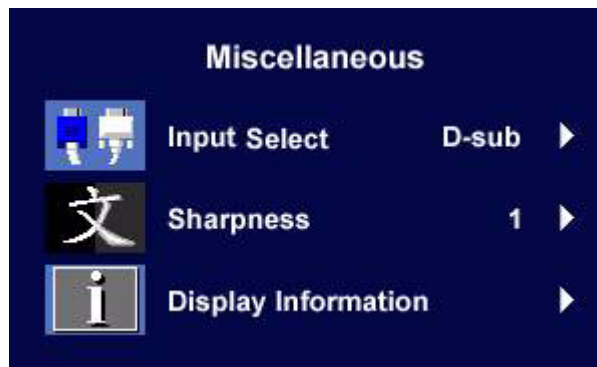 Miscellaneous
Input Select D-sub
文
Sharpness 1
i
Display Information